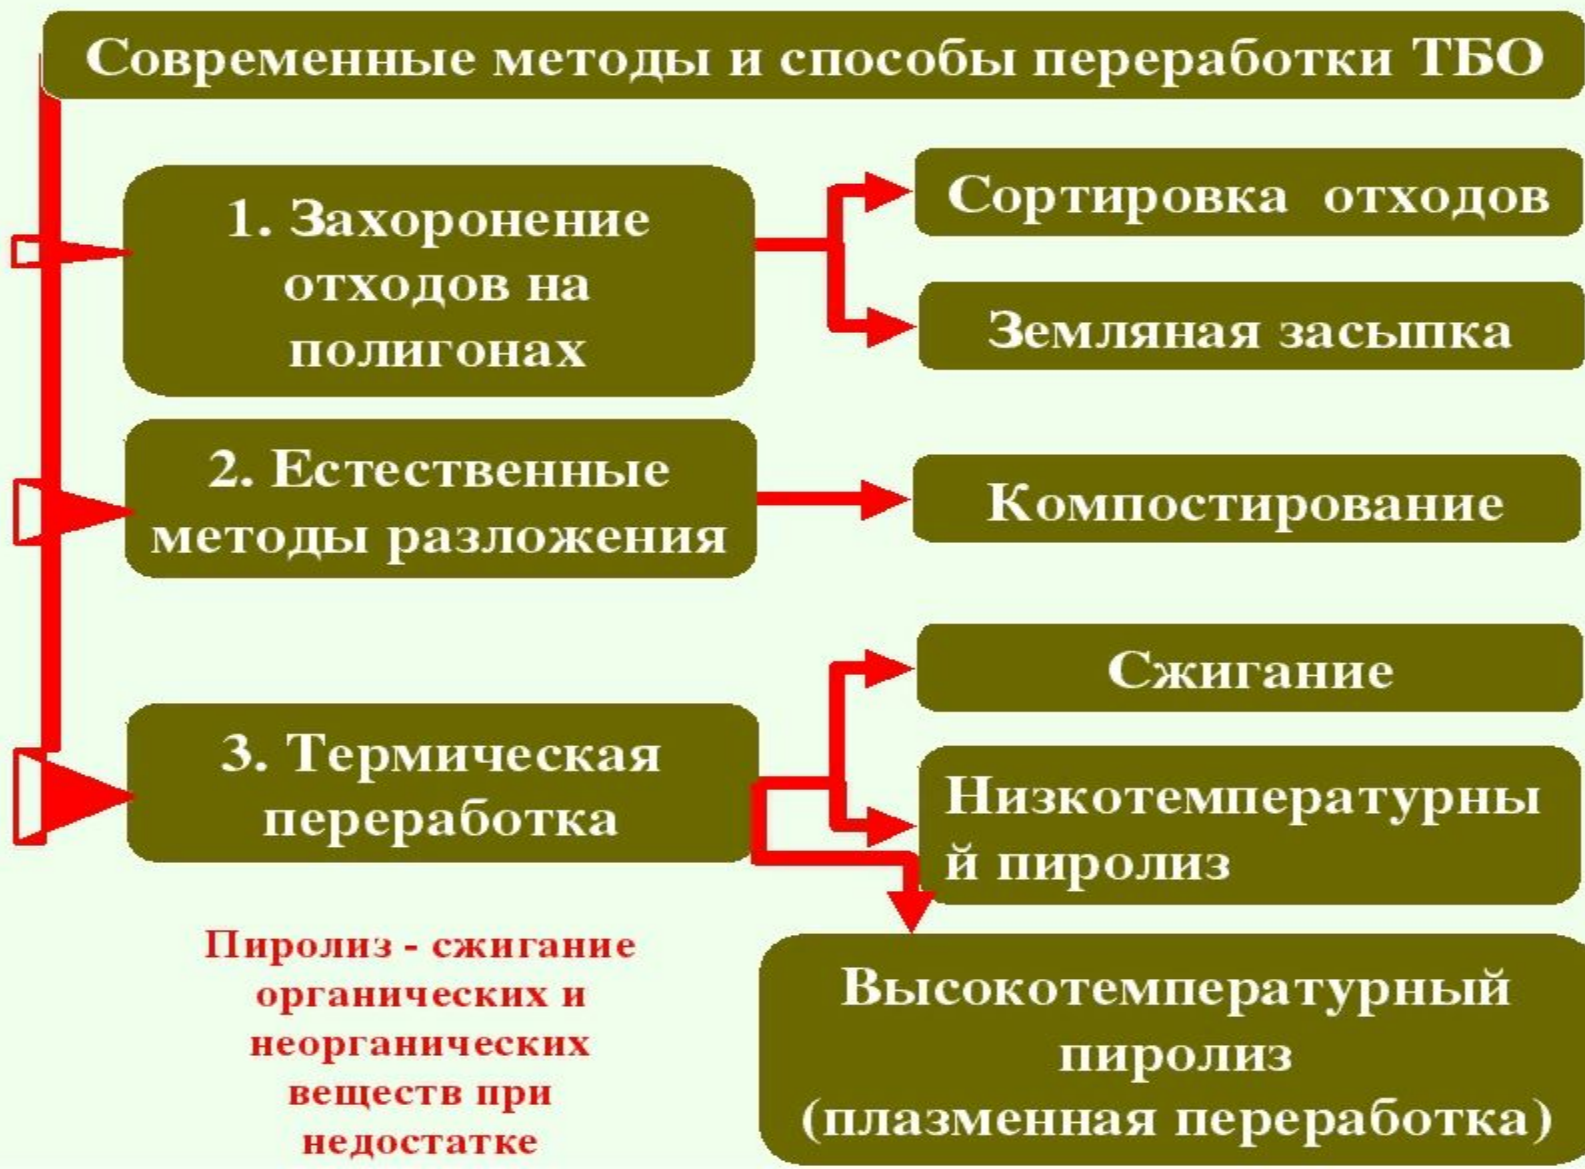 Современные методы и способы переработки ТБО
1. Захоронение
отходов на
полигонах
Сортировка отходов
Земляная засыпка
2. Естественные
методы разложения
Компостирование
3. Термическая
переработка
Сжигание
Низкотемпературны
й пиролиз
Высокотемпературный
пиролиз
(плазменная переработка)
Пиролиз - сжигание
органических и
неорганических
веществ при
недостатке